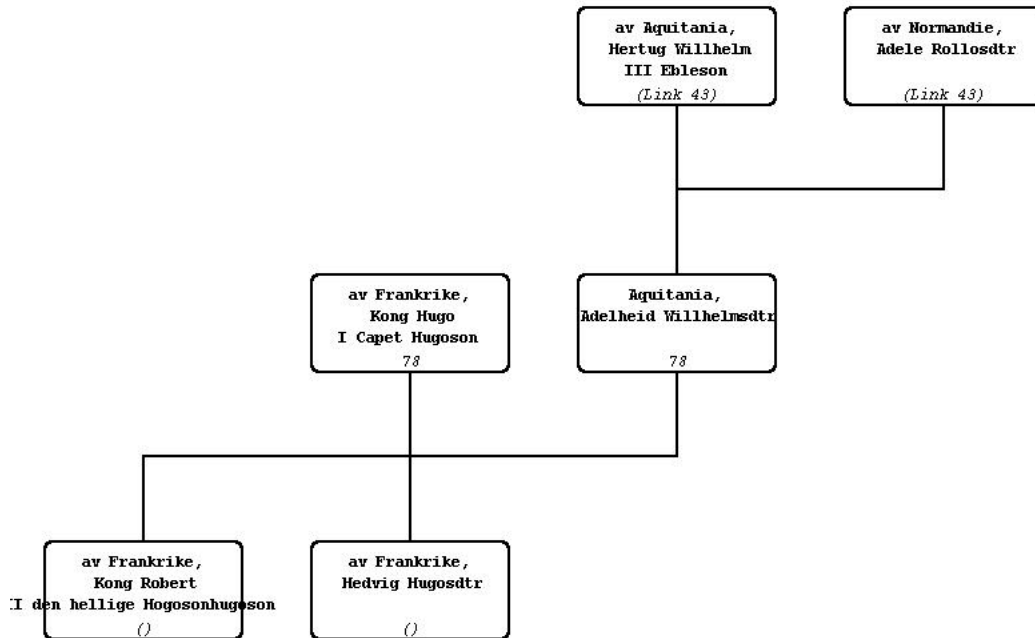 av Aquitania,
Hertug Willhelm
III Ebleson
(Link 43)
av Normandie,
Adele Rollosdtr
(Link 43)
av Frankrike,
Kong Hugo
I Capet Hugoson
78
Aquitania,
Adelheid Willhelmsdtr
78
av Frankrike,
Kong Robert
II den hellige Hogosonhugoson
()
av Frankrike,
Hedvig Hugosdtr
()